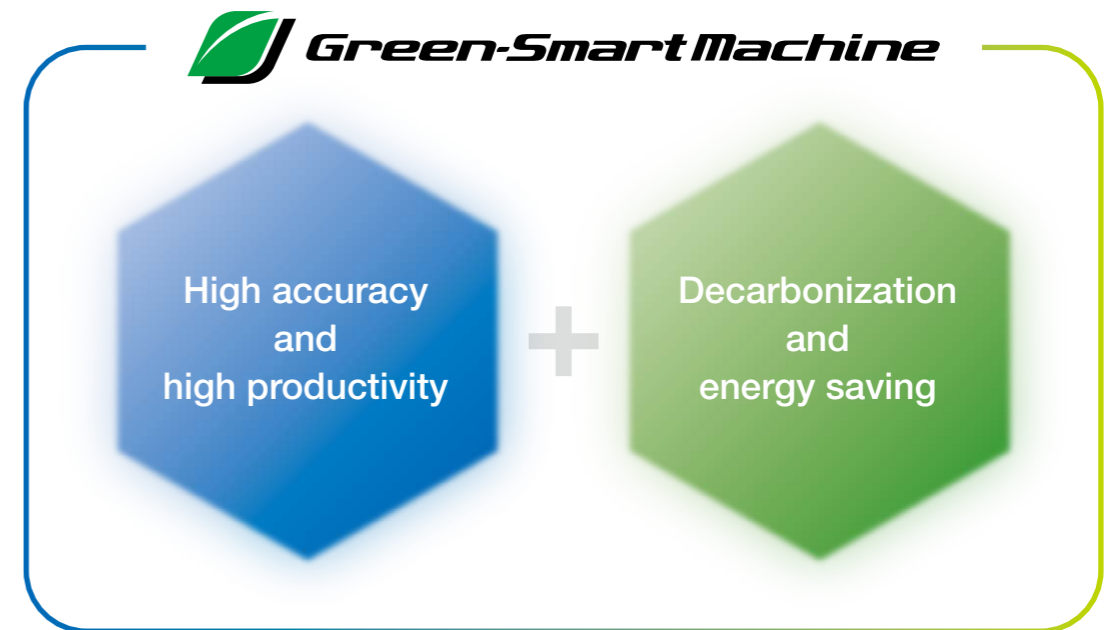 Green-Smart Machine
High accuracy
and
high productivity
+
Decarbonization
and
energy saving